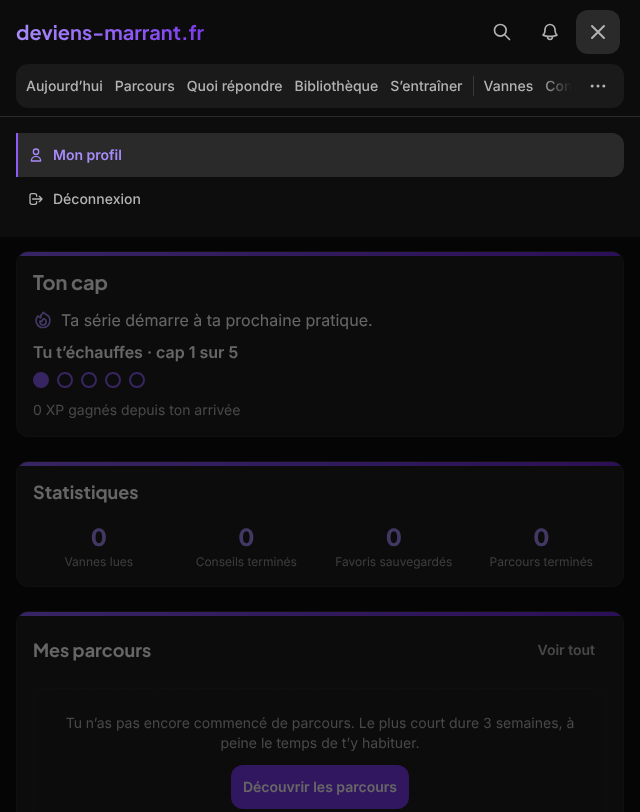 deviens-marrant.fr
Aujourd’hui Parcours Quoi répondre Bibliothèque S’entraîner Vannes
Mon profil
Déconnexion
Ton cap
Ta série démarre à ta prochaine pratique.
Tu t’échauffes · cap 1 sur 5
0 XP gagnés depuis ton arrivée
Statistiques
0 0 0 0
Vannes lues Conseils terminés Favoris sauvegardés Parcours terminés
Mes parcours Voir tout
Tu n’as pas encore commencé de parcours. Le plus court dure 3 semaines, à
peine le temps de t’y habituer.
Découvrir les parcours